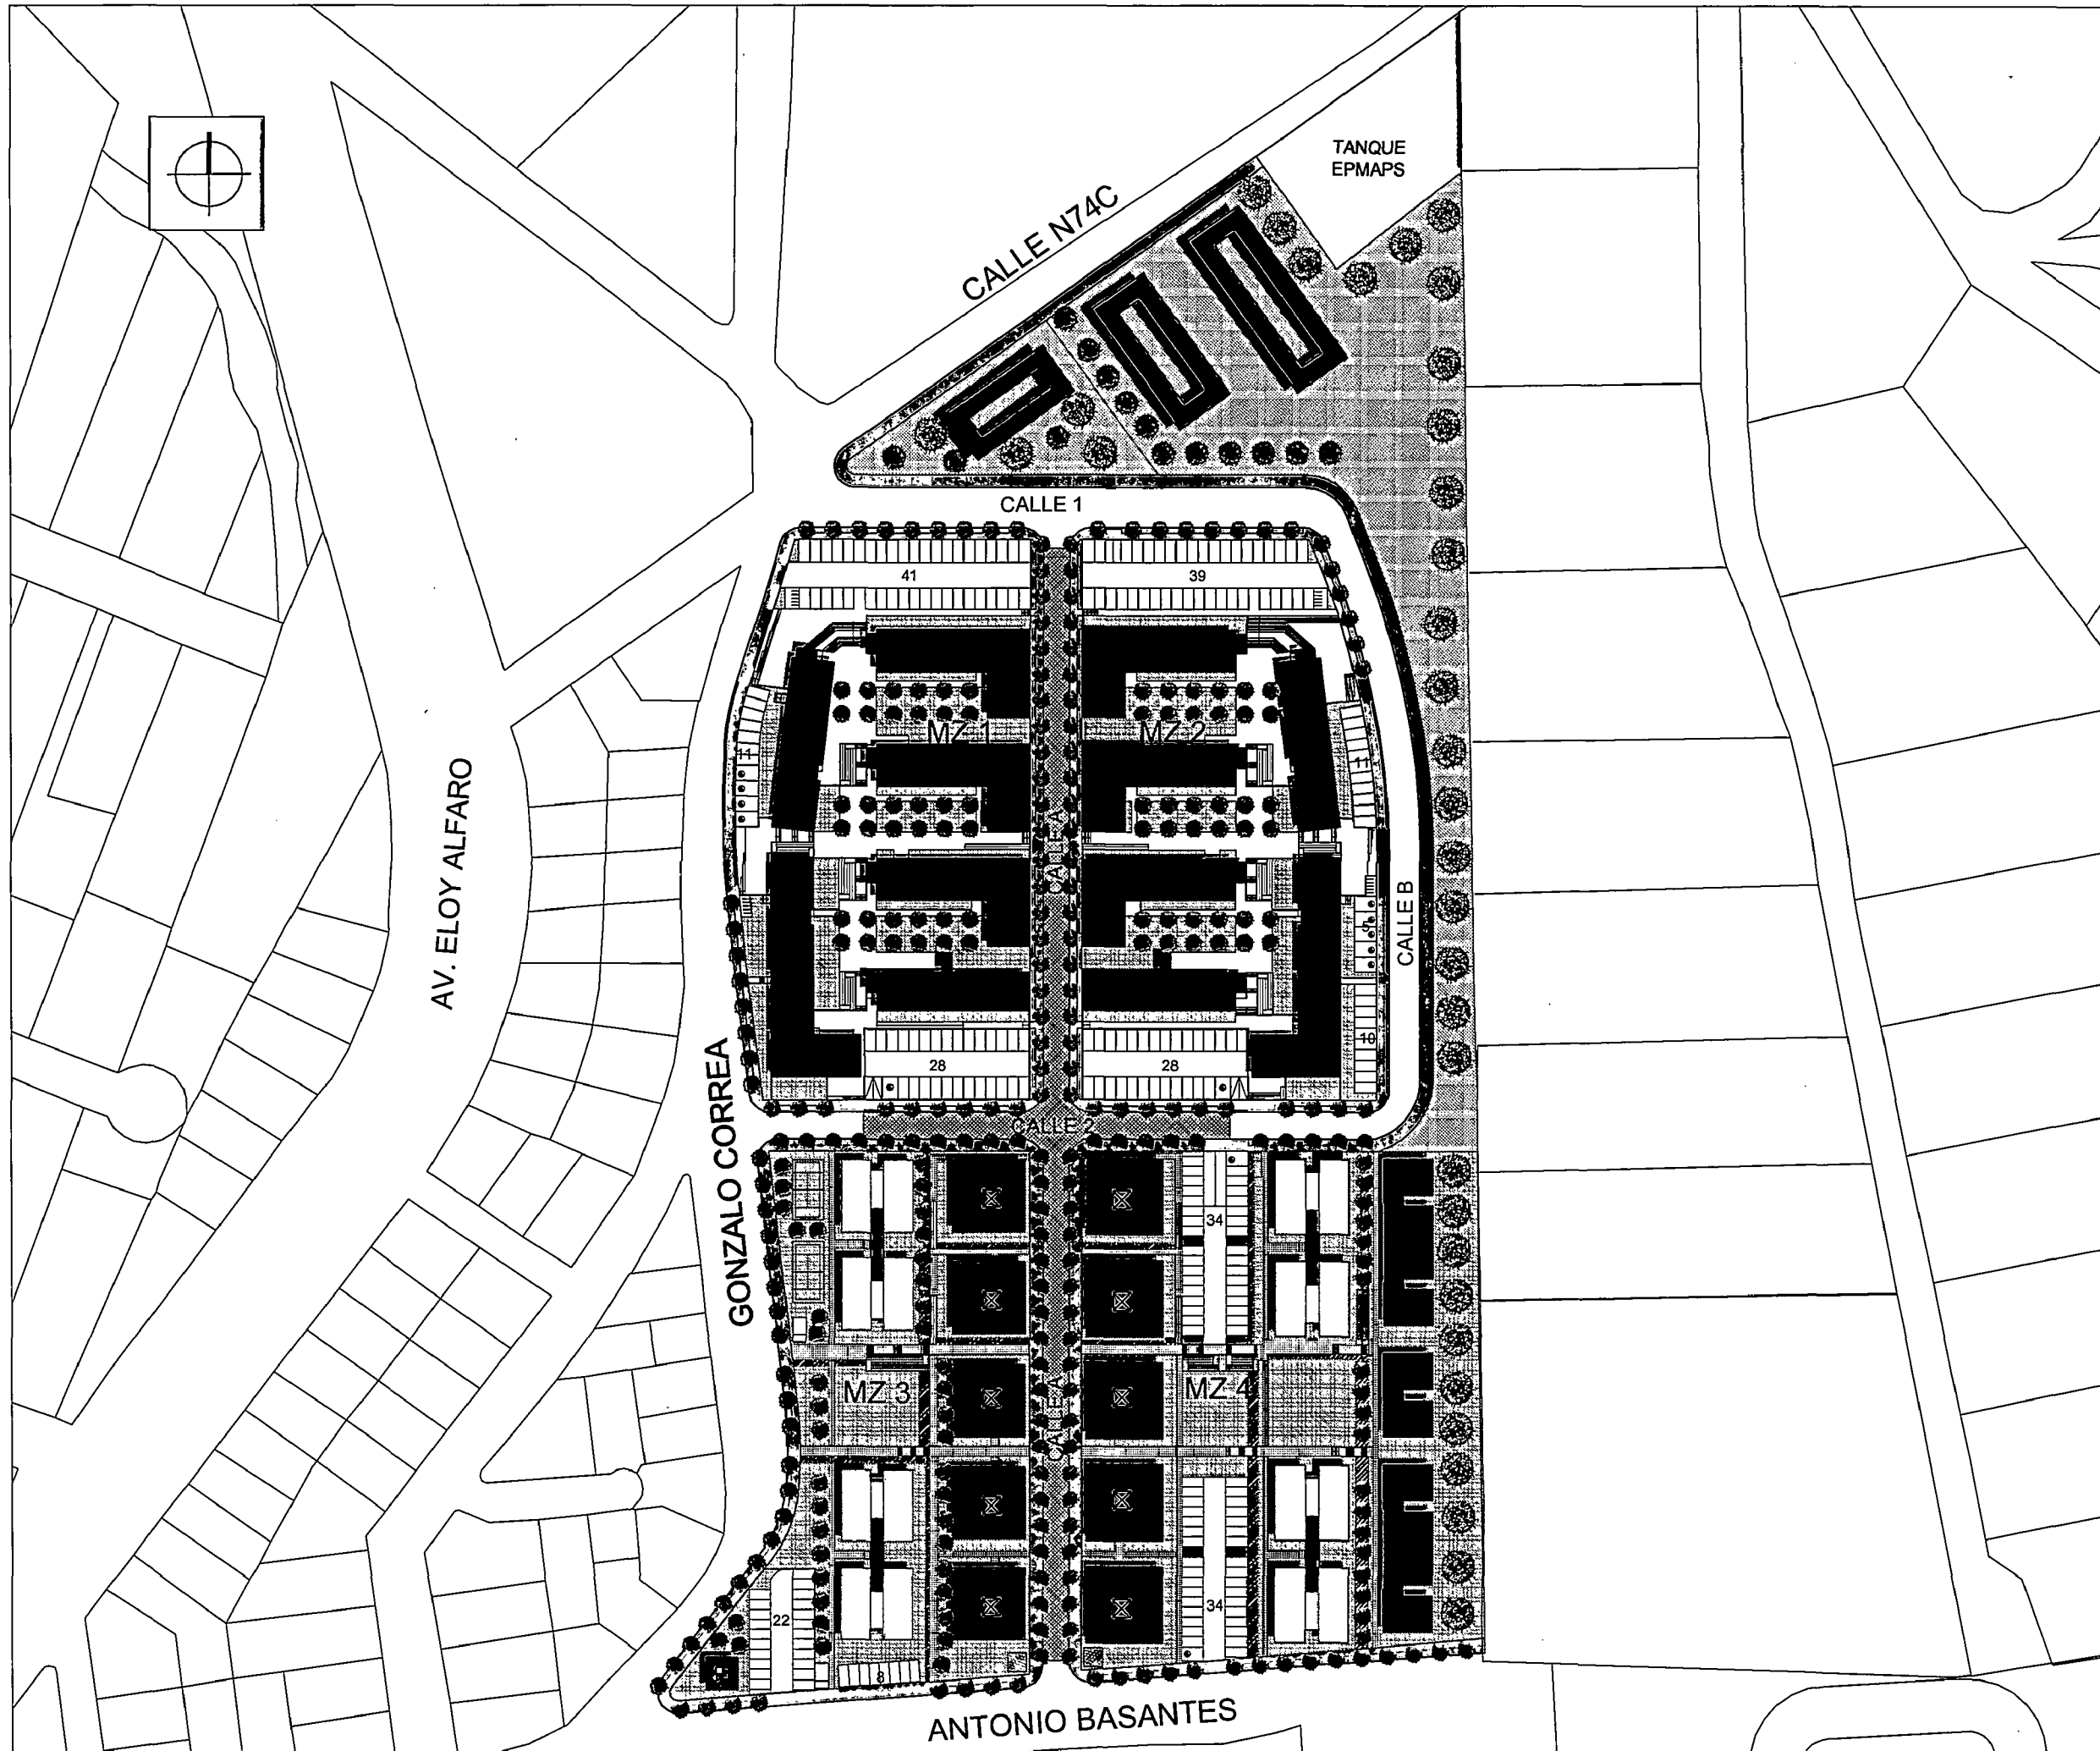 TANQUE
EPMAPS
CALLE N74C
CALLE 1
41
39
MZ 1
MZ 2
11
11
AV. ELOY ALFARO
CALLE A
CALLE B
10
28
28
GONZALO CORREA
CALLE 2
34
MZ 3
MZ 4
CALLE A
22
34
8
ANTONIO BASANTES